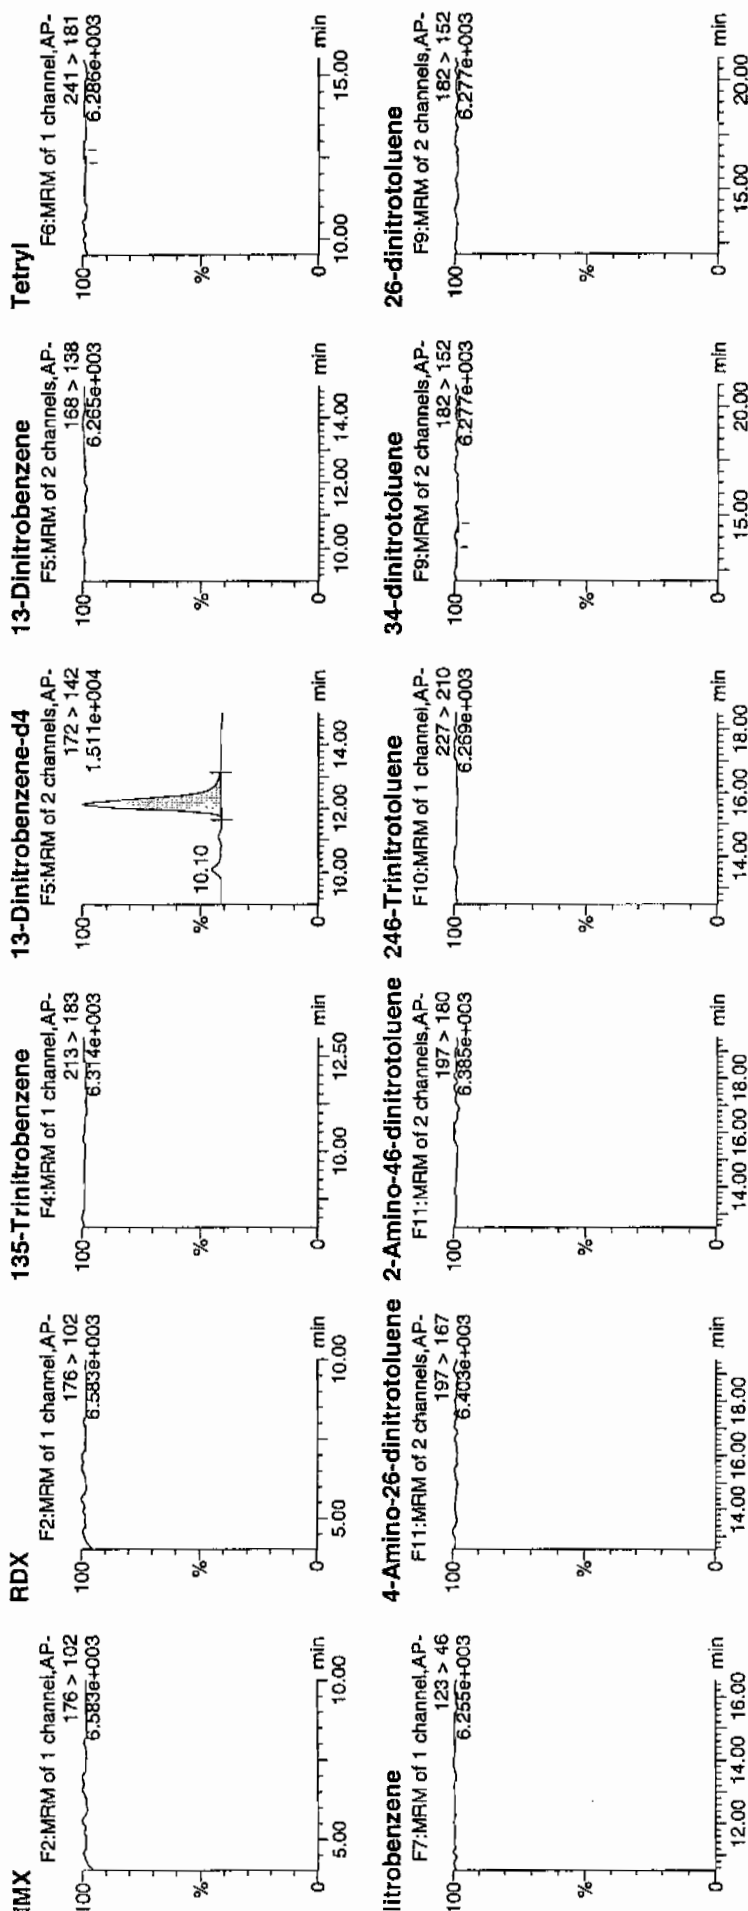 IMX
F2:MRM of 1 channel,AP-
176 > 102
6.583e+003
100
%
0
5.00 10.00 min
RDX
F2:MRM of 1 channel,AP-
176 > 102
6.583e+003
100
%
0
5.00 10.00 min
135-Trinitrobenzene
F4:MRM of 1 channel,AP-
213 > 183
6.314e+003
100
%
0
10.00 12.50 min
13-Dinitrobenzene-d4
F5:MRM of 2 channels,AP-
172 > 142
1.511e+004
100
10.10
%
0
10.00 12.00 14.00 min
13-Dinitrobenzene
F5:MRM of 2 channels,AP-
168 > 138
6.265e+003
100
%
0
10.00 12.00 14.00 min
Tetryl
F6:MRM of 1 channel,AP-
241 > 181
6.286e+003
100
%
0
10.00 15.00 min
litrobenzene
F7:MRM of 1 channel,AP-
123 > 46
6.255e+003
100
%
0
12.00 14.00 16.00 min
4-Amino-26-dinitrotoluene
F11:MRM of 2 channels,AP-
197 > 167
6.403e+003
100
%
0
14.00 16.00 18.00 min
2-Amino-46-dinitrotoluene
F11:MRM of 2 channels,AP-
197 > 180
6.385e+003
100
%
0
14.00 16.00 18.00 min
246-Trinitrotoluene
F10:MRM of 1 channel,AP-
227 > 210
6.269e+003
100
%
0
14.00 16.00 18.00 min
34-dinitrotoluene
F9:MRM of 2 channels,AP-
182 > 152
6.277e+003
100
%
0
15.00 20.00 min
26-dinitrotoluene
F9:MRM of 2 channels,AP-
182 > 152
6.277e+003
100
%
0
15.00 20.00 min